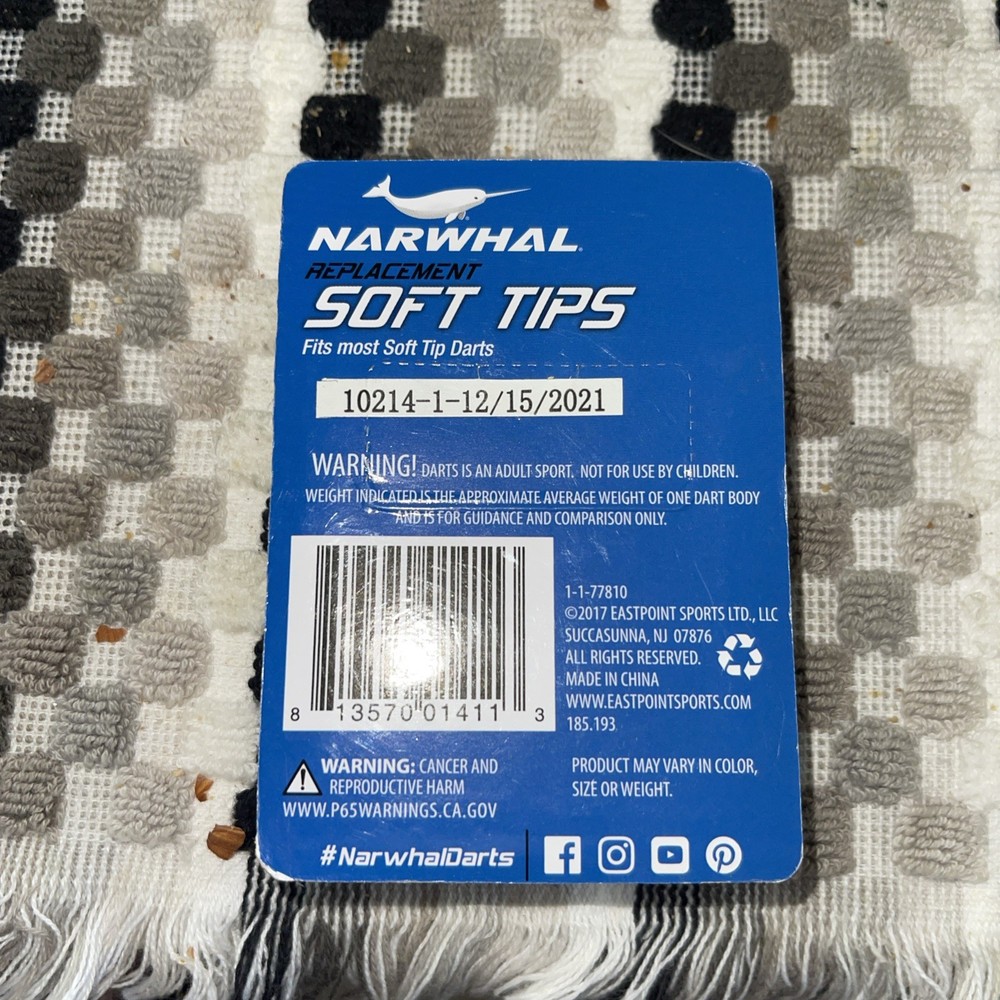 NARWHAL
REPLACEMENT
SOFT TIPS
Fits most Soft Tip Darts
10214-1-12/15/2021
WARNING! DARTS IS AN ADULT SPORT. NOT FOR USE BY CHILDREN.
WEIGHT INDICATED IS THE APPROXIMATE AVERAGE WEIGHT OF ONE DART BODY
AND IS FOR GUIDANCE AND COMPARISON ONLY.
8 13570 01411 3
1-1-77810
©2017 EASTPOINT SPORTS LTD., LLC
SUCCASUNNA, NJ 07876
ALL RIGHTS RESERVED.
MADE IN CHINA
WWW.EASTPOINTSPORTS.COM
185.193
WARNING: CANCER AND
REPRODUCTIVE HARM
WWW.P65WARNINGS.CA.GOV
PRODUCT MAY VARY IN COLOR,
SIZE OR WEIGHT.
#NarwhalDarts